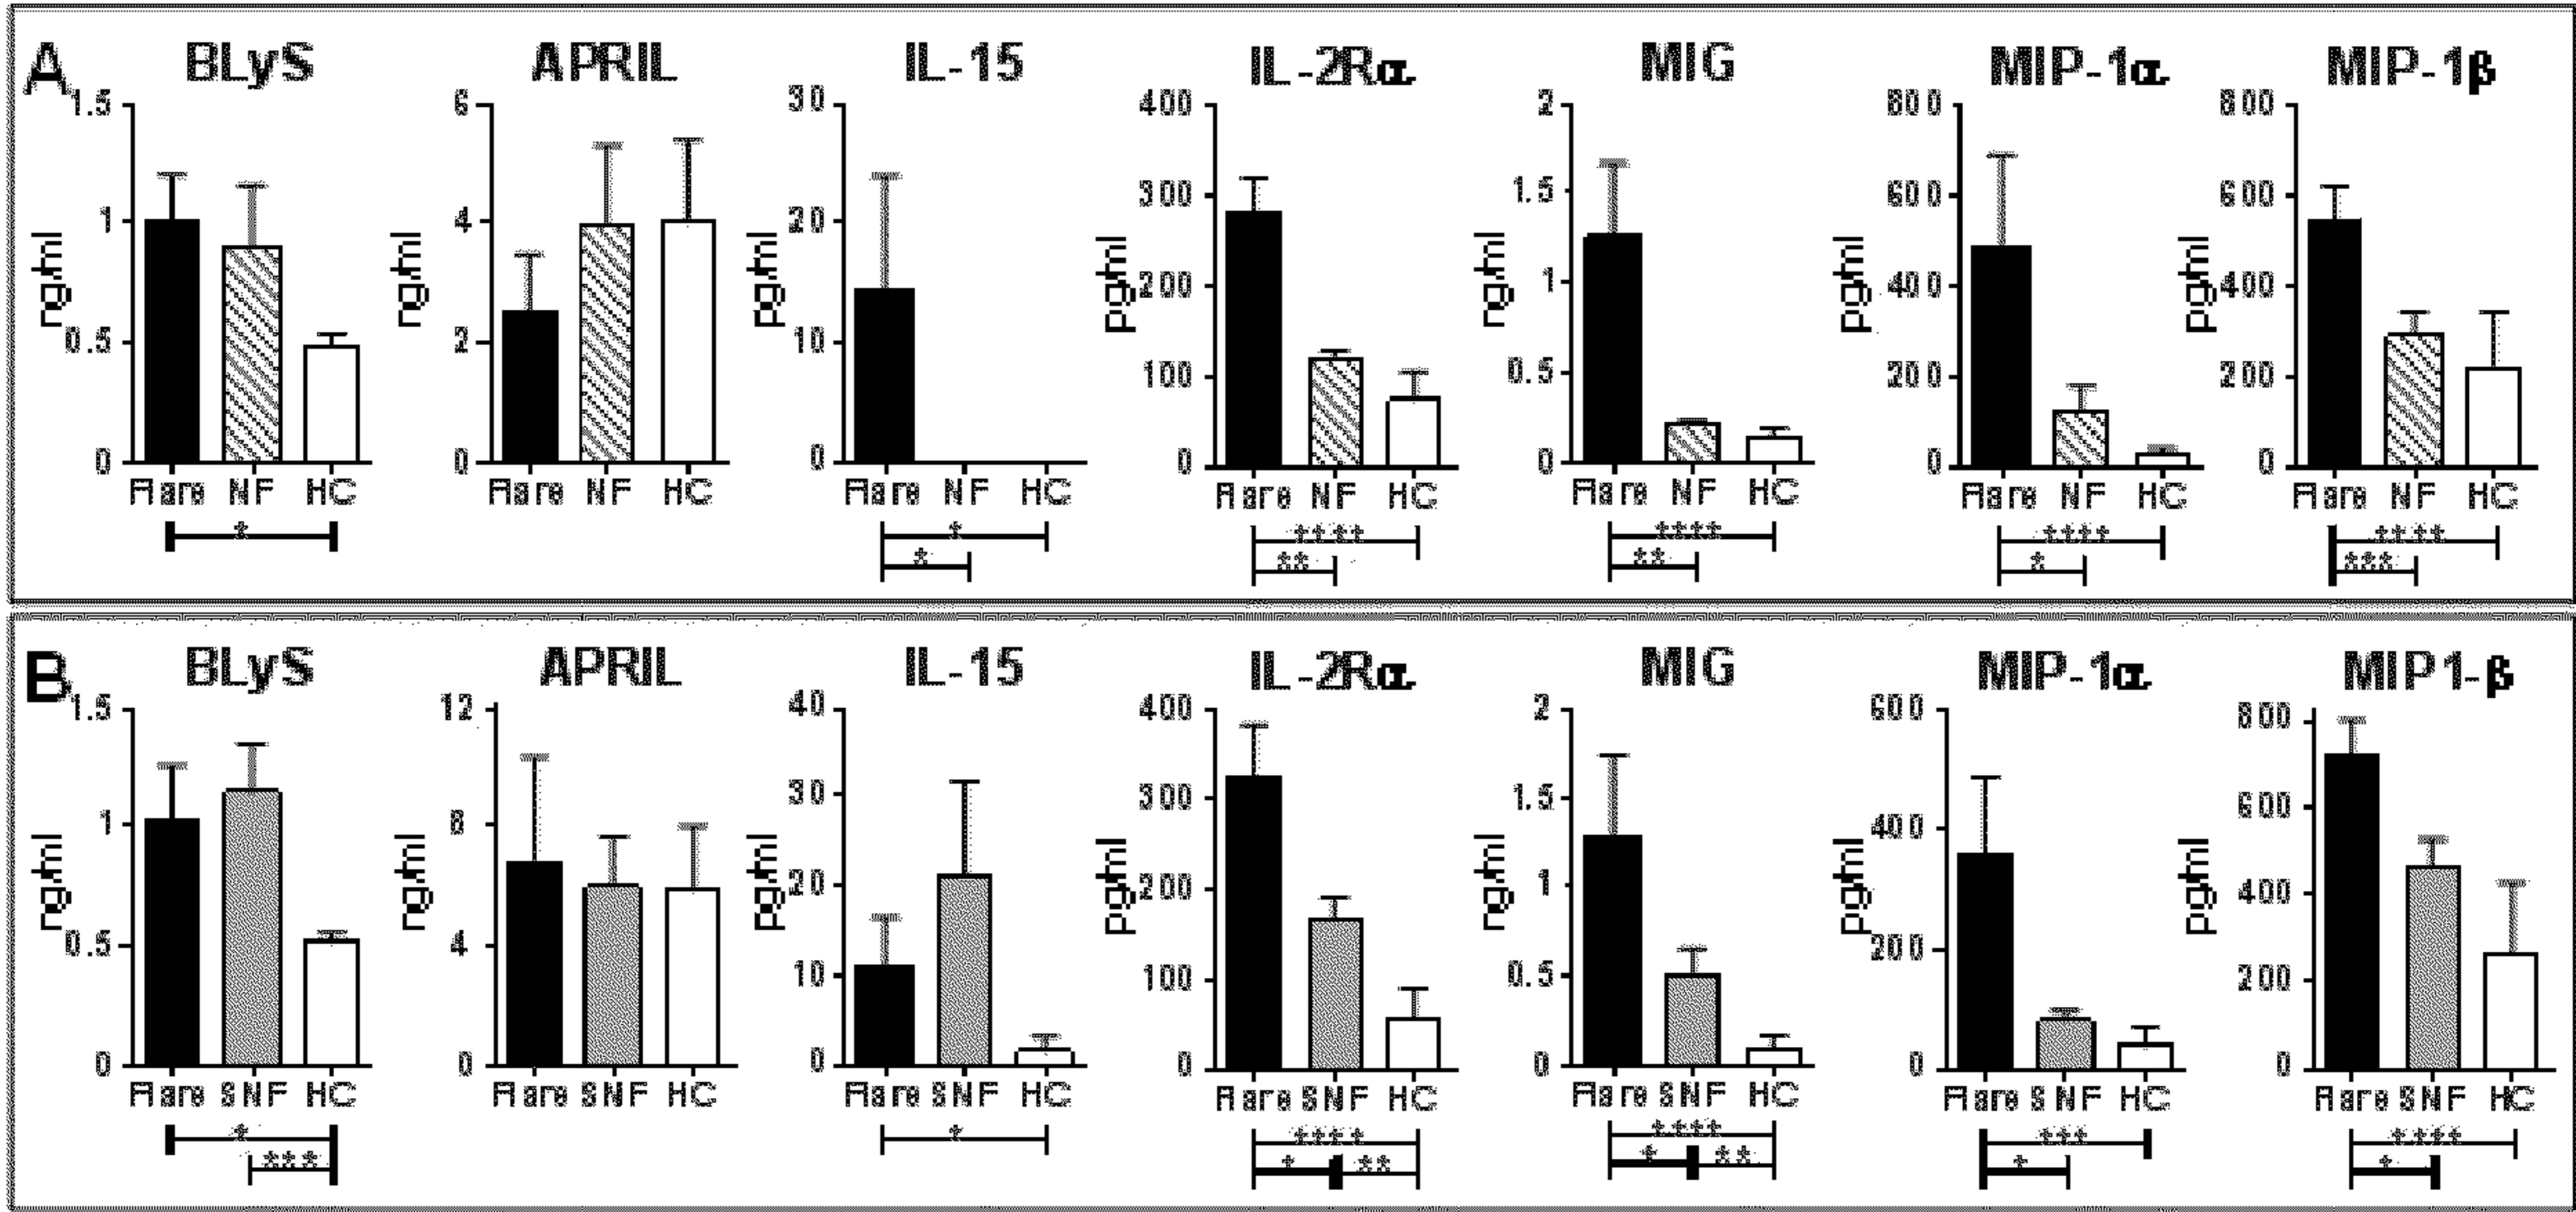 A BLyS APRIL IL-15 IL-2Rα MIG MIP-1α MIP-1β
1.5 6 30 400 2 800 800
300 1.5 600 600
1 4 20
ng/ml ng/ml pg/ml pg/ml 200 ng/ml 1 pg/ml 400 pg/ml 400
0.5 2 10 100 0.5 200 200
0 0 0 0 0 0 0
Flare NF HC Flare NF HC Flare NF HC Flare NF HC Flare NF HC Flare NF HC Flare NF HC
* * **** **** **** ****
* ** ** * ***
B BLyS APRIL IL-15 IL-2Rα MIG MIP-1α MIP1-β
1.5 12 40 400 2 600 800
30 300 1.5 600
1 8 400
ng/ml ng/ml pg/ml 20 pg/ml 200 ng/ml 1 pg/ml pg/ml 400
0.5 4 10 100 0.5 200 200
0 0 0 0 0 0 0
Flare SNF HC Flare SNF HC Flare SNF HC Flare SNF HC Flare SNF HC Flare SNF HC Flare SNF HC
* * **** **** *** ****
*** * ** * ** * *